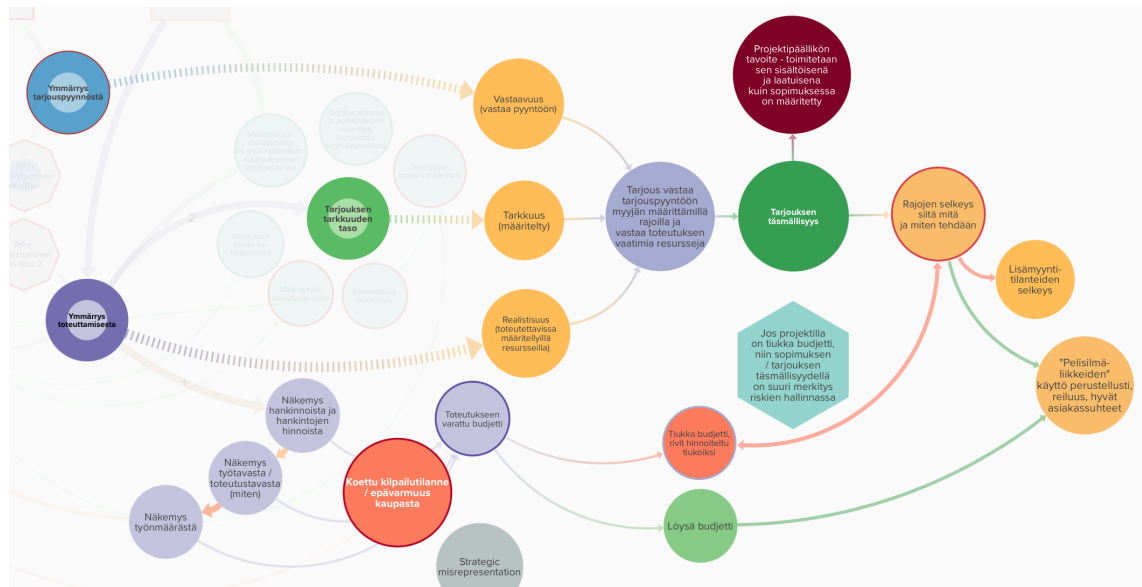 Ymmärrys
tarjouspyynnöstä
Vastaavuus
(vastaa pyyntöön)
Projektipäällikön
tavoite - toimitetaan
sen sisältöisenä
ja laatuisena
kuin sopimuksessa
on määritetty
2
Tarjouksen
tarkkuuden
taso
Tarkkuus
(määritelty)
Tarjous vastaa
tarjouspyyntöön
myyjän määrittämillä
rajoilla ja
vastaa toteutuksen
vaatimia resursseja
Tarjouksen
täsmällisyys
Rajojen selkeys
siitä mitä
ja miten tehdään
Lisämyynti-
tilanteiden
selkeys
Ymmärrys
toteuttamisesta
Realistisuus
(toteutettavissa
määritellyillä
resursseilla)
Jos projektilla
on tiukka budjetti,
niin sopimuksen
/ tarjouksen
täsmällisyydellä
on suuri merkitys
riskien hallinnassa
"Pelisilmä-
liikkeiden"
käyttö perustellusti,
reiluus, hyvät
asiakassuhteet
1
Näkemys
hankinnoista ja
hankintojen
hinnoista
Toteutukseen
varattu budjetti
Tiukka budjetti,
rivit hinnoiteltu
tiukoiksi
Näkemys
työtavasta /
toteutustavasta
(miten)
Koettu kilpailutilanne
/ epävarmuus
kaupasta
Näkemys
työnmäärästä
Löysä budjetti
Strategic
misrepresentation